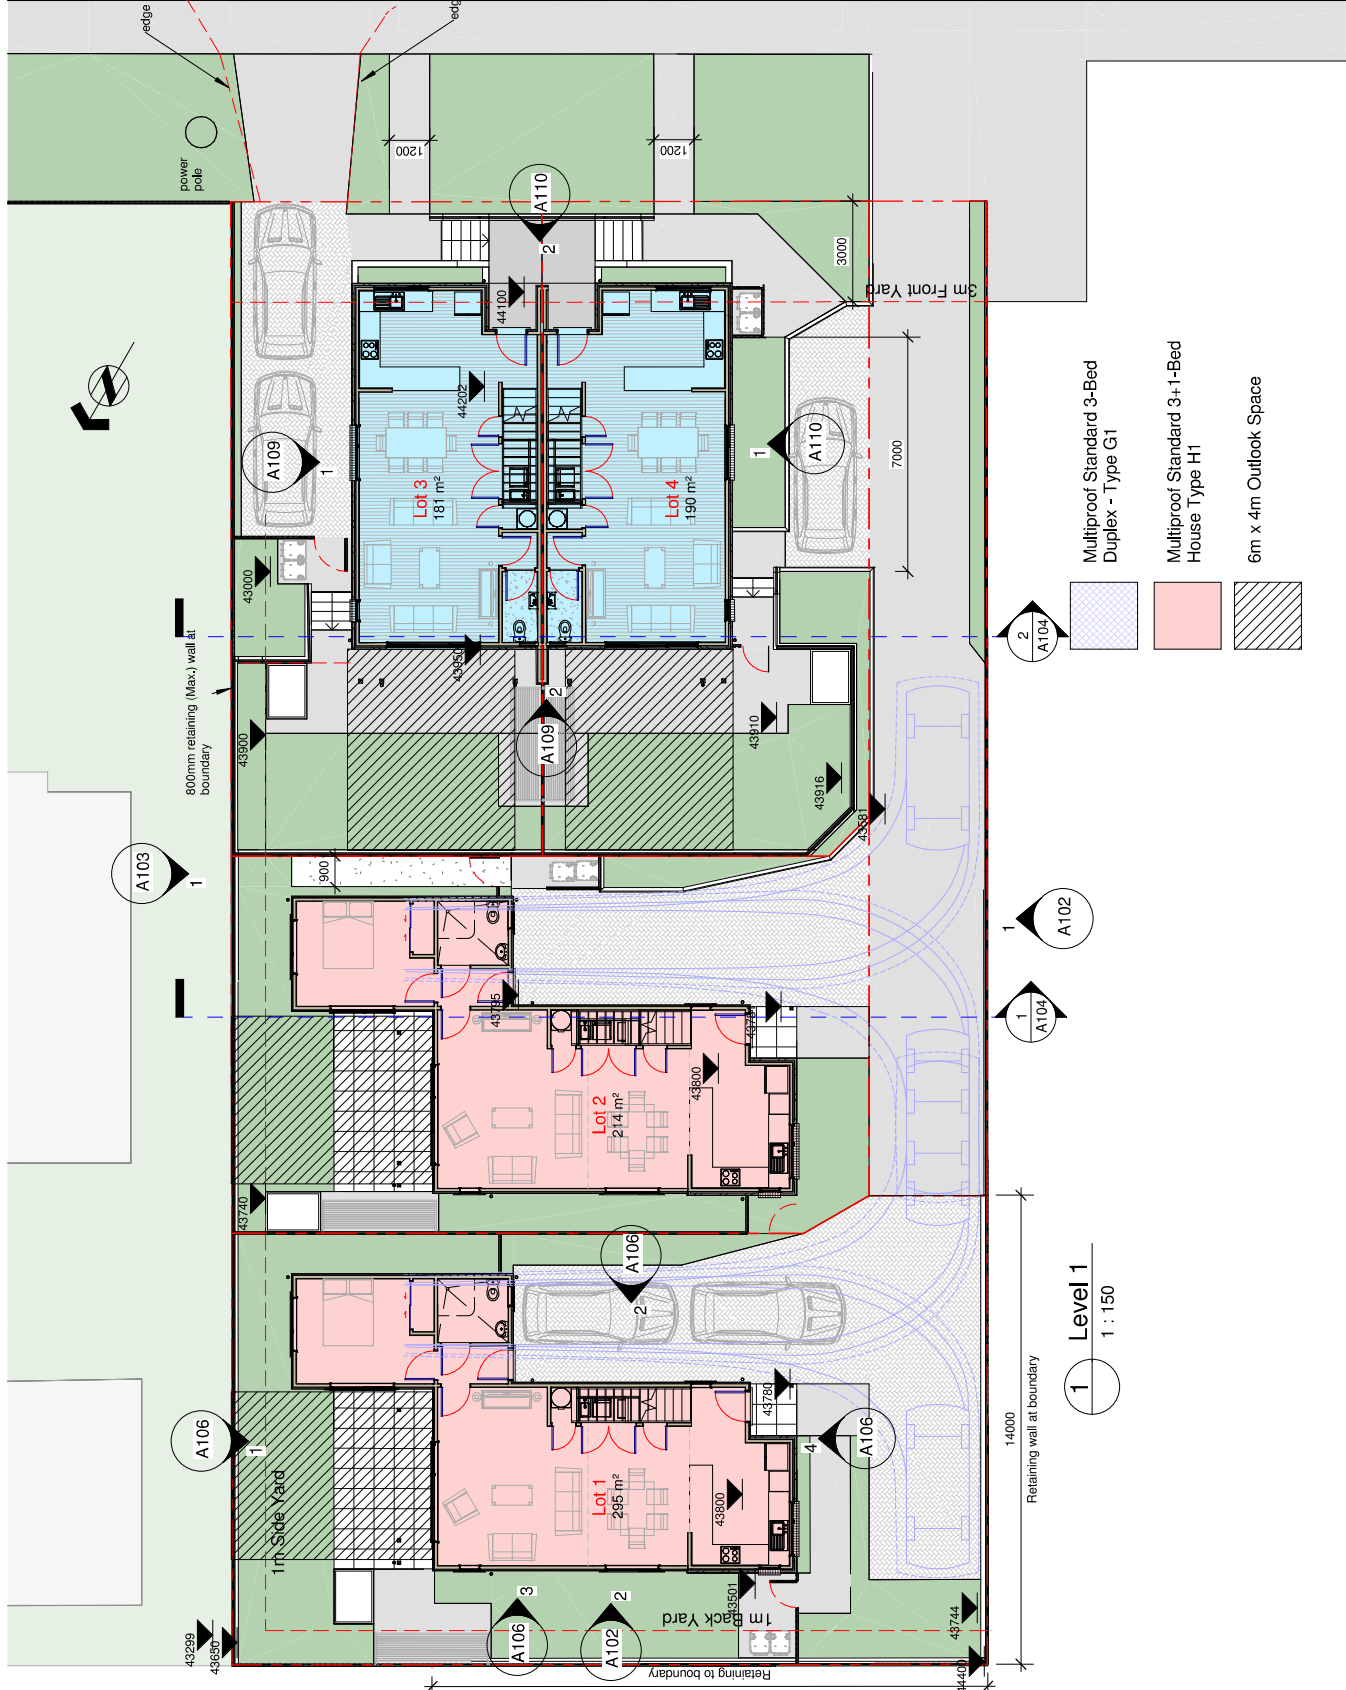 edge
edge
power
pole
1200
1200
A110
2
3000
3m Front Yard
44100
44202
A109
1
Lot 3
181 m²
Lot 4
190 m²
1
A110
7000
43000
43950
800mm retaining (Max.) wall at
boundary
43900
2
A109
43910
43916
43581
2
A104
Multiproof Standard 3-Bed
Duplex - Type G1
Multiproof Standard 3+1-Bed
House Type H1
6m x 4m Outlook Space
A103
1
900
1
A102
43795
1
A104
43800
Lot 2
214 m²
43740
A106
2
A106
1
1m Side Yard
Lot 1
295 m²
43780
43800
4
A106
14000
Retaining wall at boundary
1
Level 1
1 : 150
43299
43650
3
A106
2
A102
1m Back Yard
43501
43744
44400
Retaining to boundary